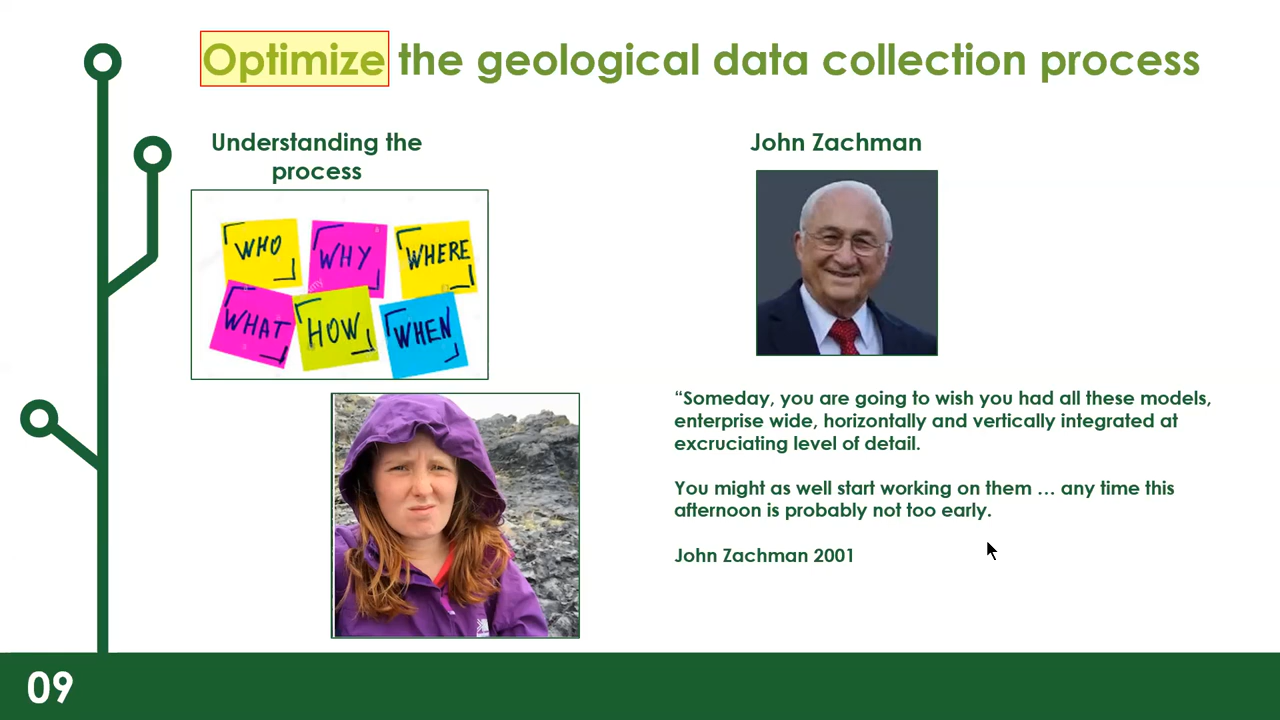 Optimize the geological data collection process
Understanding the
process
John Zachman
WHO
WHY
WHERE
WHAT
HOW
WHEN
“Someday, you are going to wish you had all these models,
enterprise wide, horizontally and vertically integrated at
excruciating level of detail.
You might as well start working on them … any time this
afternoon is probably not too early.
John Zachman 2001
09